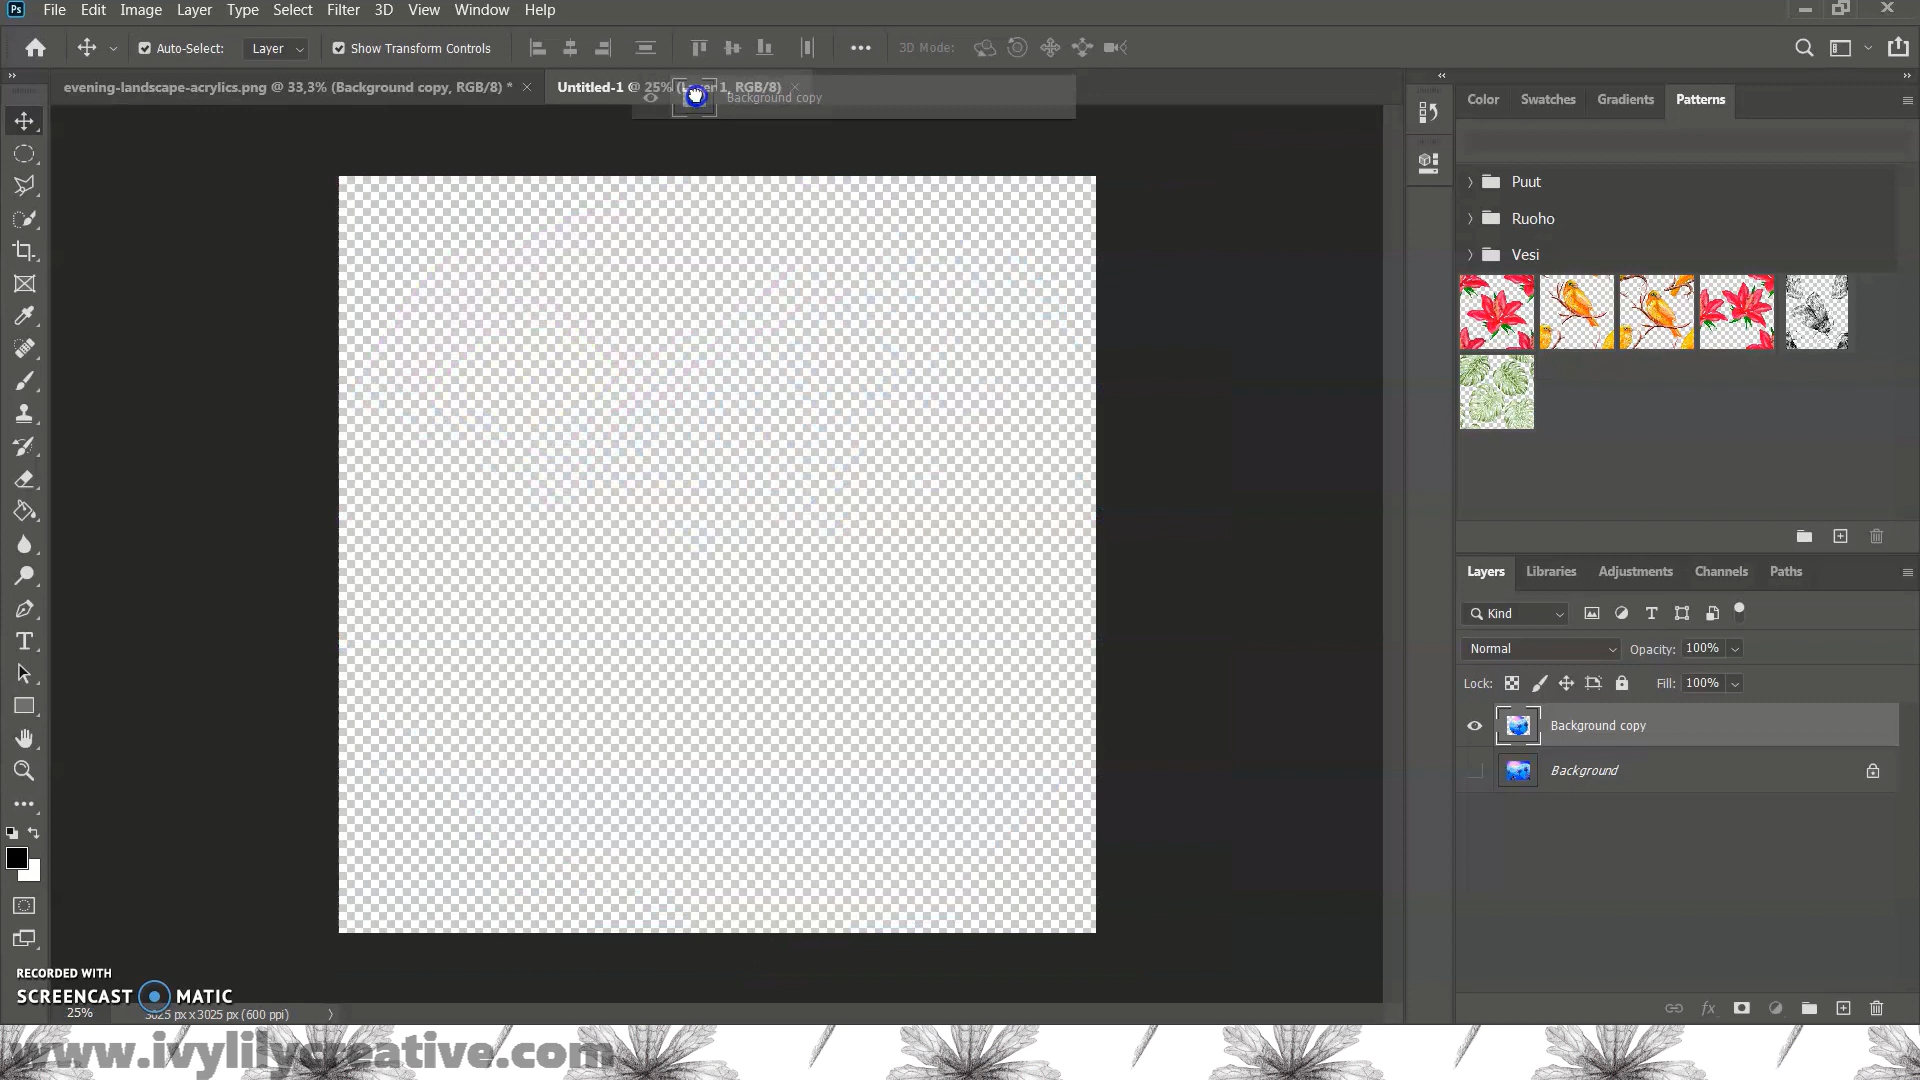 Ps File Edit Image Layer Type Select Filter 3D View Window Help
Auto-Select: Layer Show Transform Controls 3D Mode:
evening-landscape-acrylics.png @ 33,3% (Background copy, RGB/8) * Untitled-1 @ 25% (Layer 1, RGB/8)
Background copy
Color Swatches Gradients Patterns
Puut
Ruoho
Vesi
Layers Libraries Adjustments Channels Paths
Kind
Normal Opacity: 100%
Lock: Fill: 100%
Background copy
Background
fx
RECORDED WITH
SCREENCAST MATIC
25% 3025 px x 3025 px (600 ppi)
www.ivylilycreative.com